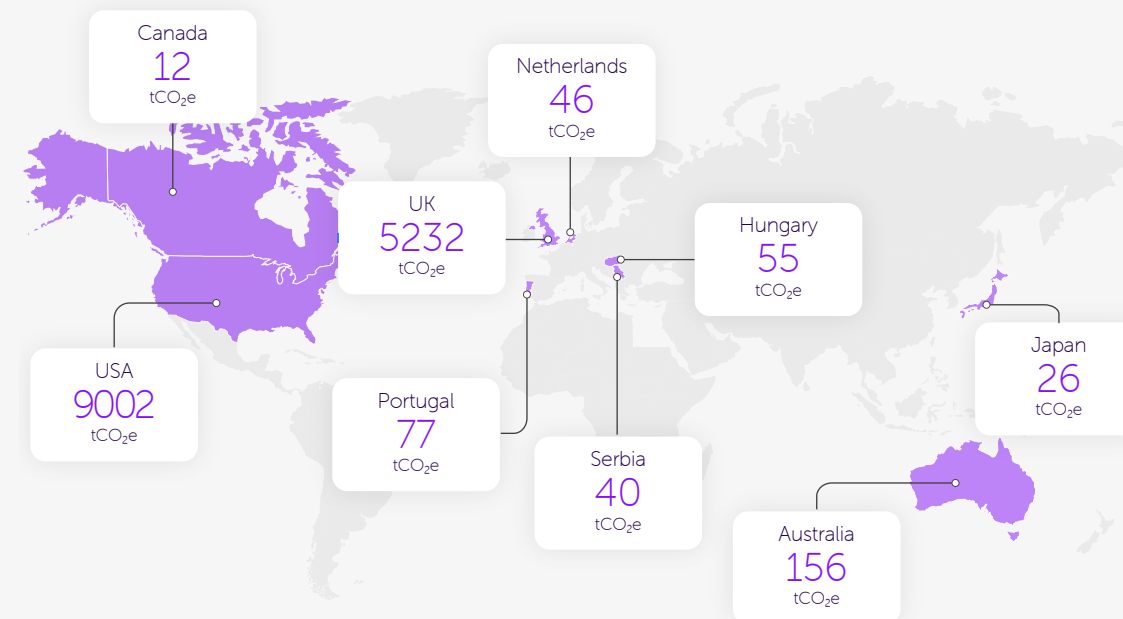 Canada
12
tCO₂e
Netherlands
46
tCO₂e
UK
5232
tCO₂e
Hungary
55
tCO₂e
USA
9002
tCO₂e
Portugal
77
tCO₂e
Serbia
40
tCO₂e
Japan
26
tCO₂e
Australia
156
tCO₂e